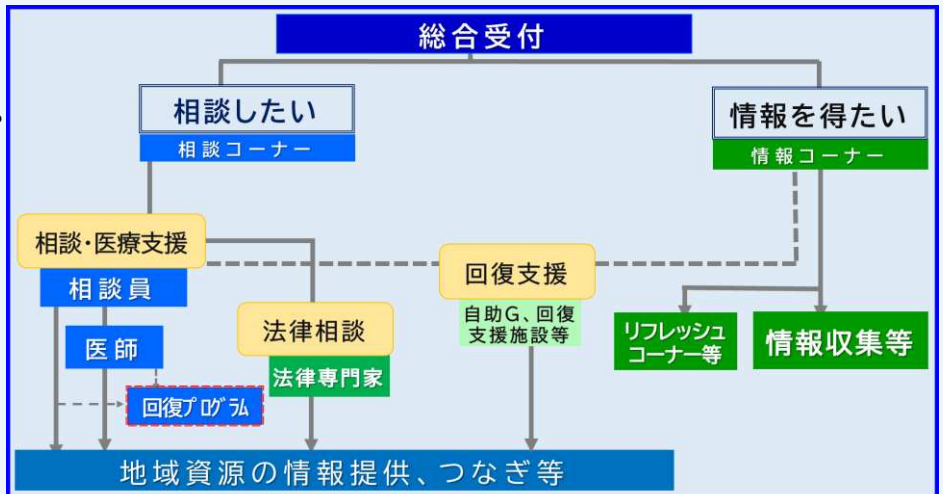 総合受付
相談したい
相談コーナー
情報を得たい
情報コーナー
相談・医療支援
相談員
医師
回復プログラム
法律相談
法律専門家
回復支援
自助G、回復
支援施設等
リフレッシュ
コーナー等
情報収集等
地域資源の情報提供、つなぎ等